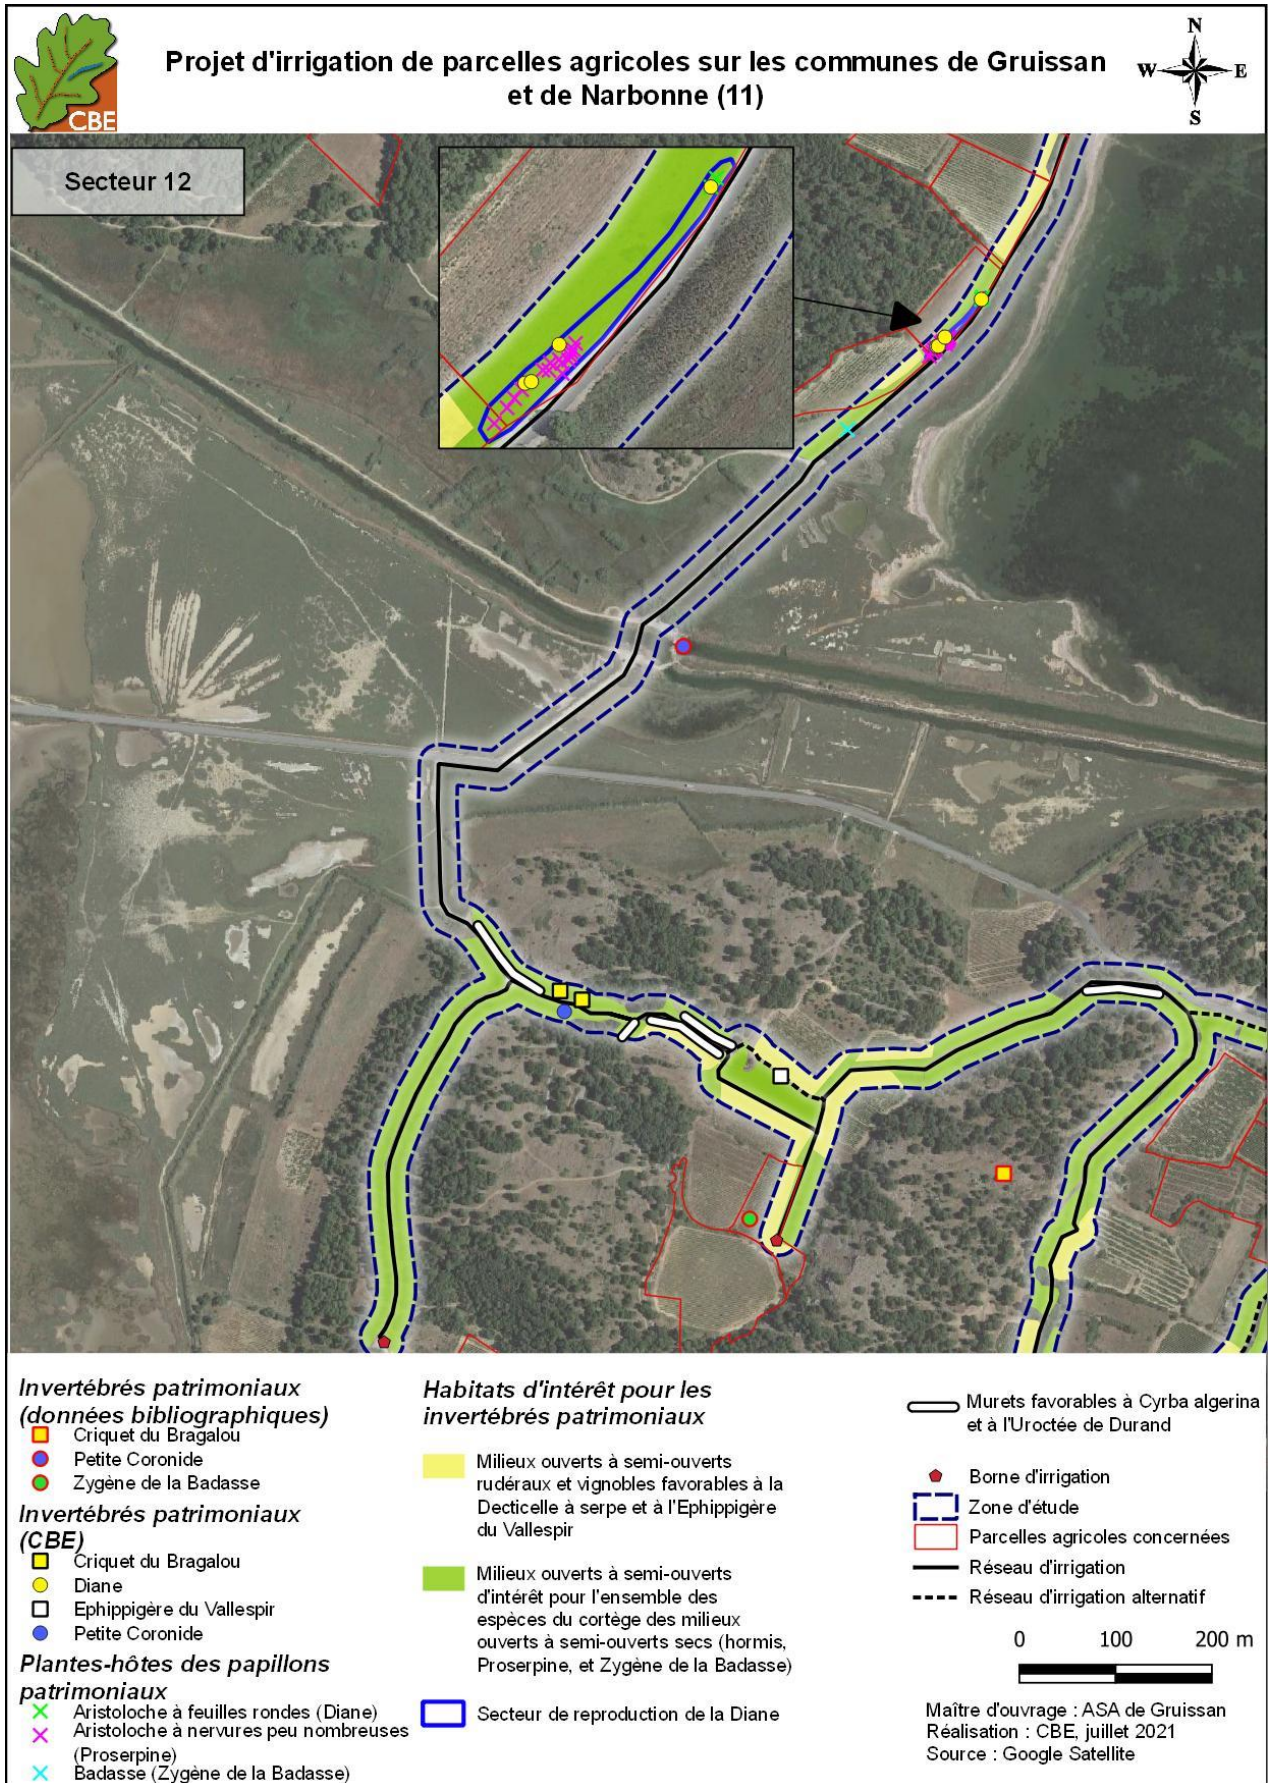 CBE
Projet d'irrigation de parcelles agricoles sur les communes de Gruissan
et de Narbonne (11)
N
W
E
S
Secteur 12
Invertébrés patrimoniaux
(données bibliographiques)
Criquet du Bragalou
Petite Coronide
Zygène de la Badasse
Invertébrés patrimoniaux
(CBE)
Criquet du Bragalou
Diane
Ephippigère du Vallespir
Petite Coronide
Plantes-hôtes des papillons
patrimoniaux
Aristoloche à feuilles rondes (Diane)
Aristoloche à nervures peu nombreuses
(Proserpine)
Badasse (Zygène de la Badasse)
Habitats d'intérêt pour les
invertébrés patrimoniaux
Milieux ouverts à semi-ouverts
rudéraux et vignobles favorables à la
Decticelle à serpe et à l'Ephippigère
du Vallespir
Milieux ouverts à semi-ouverts
d'intérêt pour l'ensemble des
espèces du cortège des milieux
ouverts à semi-ouverts secs (hormis,
Proserpine, et Zygène de la Badasse)
Secteur de reproduction de la Diane
Murets favorables à Cyrba algerina
et à l'Uroctée de Durand
Borne d'irrigation
Zone d'étude
Parcelles agricoles concernées
Réseau d'irrigation
Réseau d'irrigation alternatif
0 100 200 m
Maître d'ouvrage : ASA de Gruissan
Réalisation : CBE, juillet 2021
Source : Google Satellite